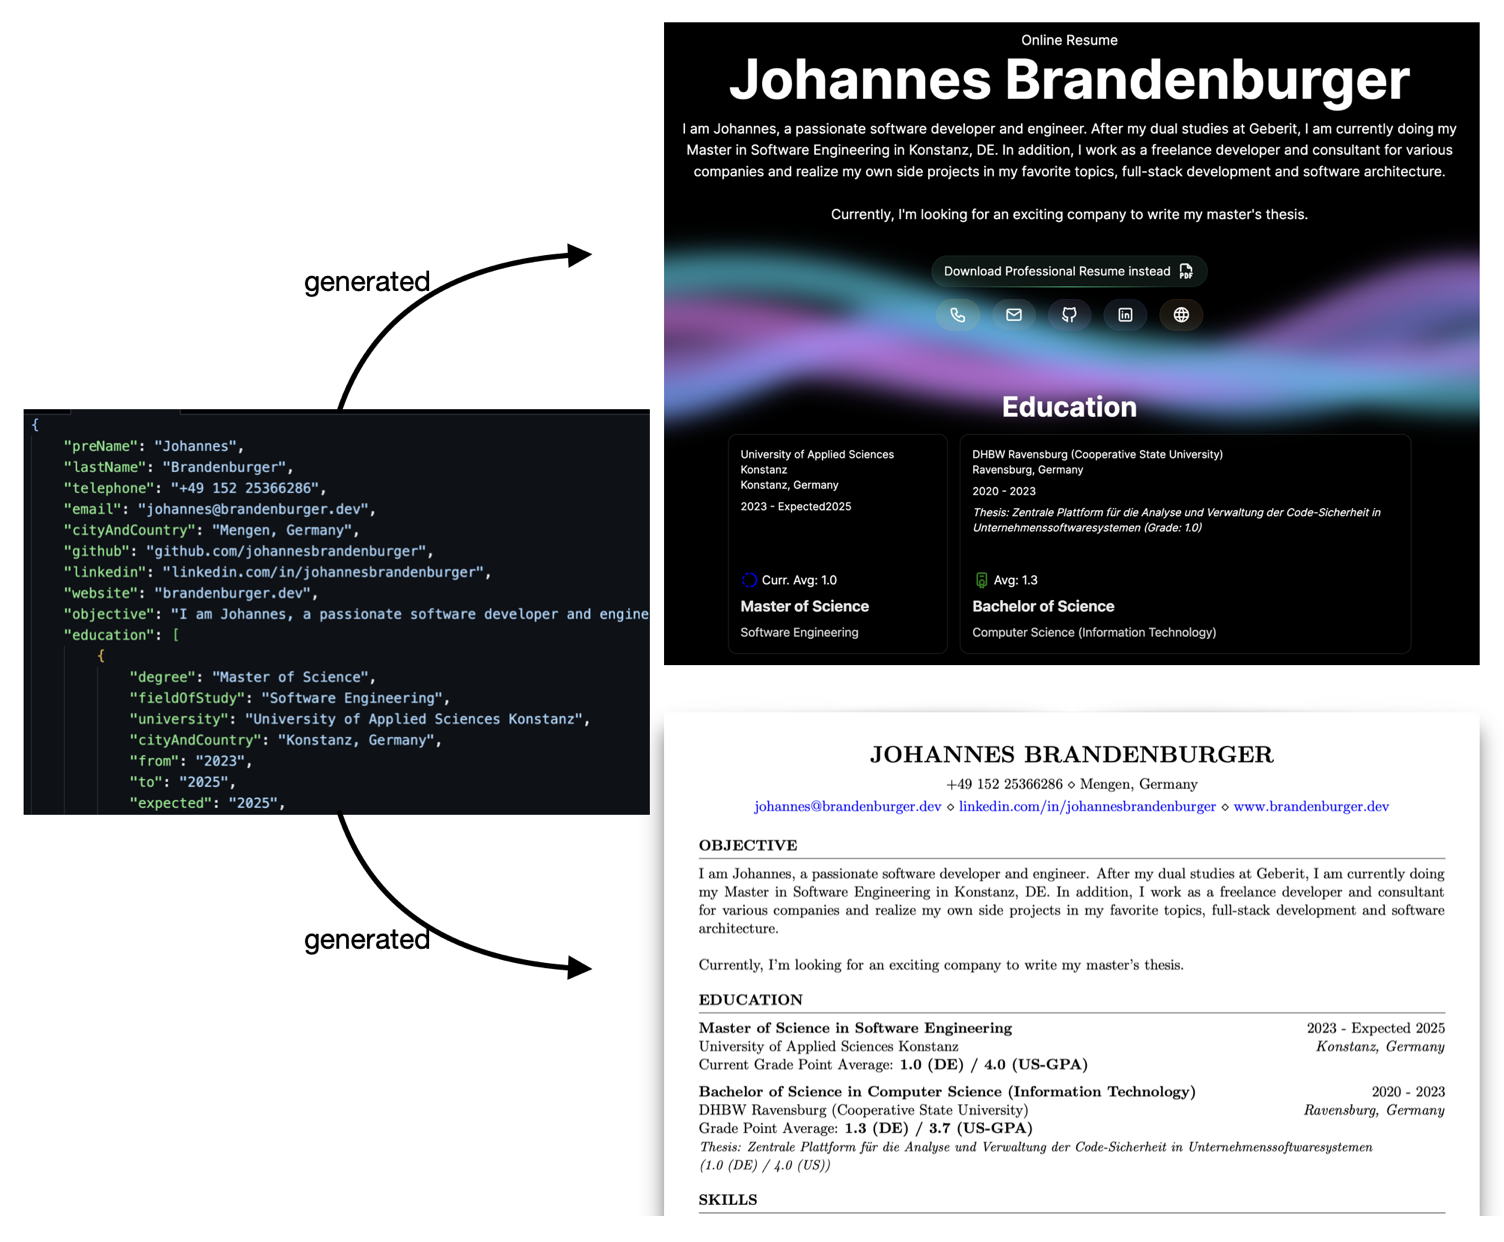 generated
{
"preName": "Johannes",
"lastName": "Brandenburger",
"telephone": "+49 152 25366286",
"email": "johannes@brandenburger.dev",
"cityAndCountry": "Mengen, Germany",
"github": "github.com/johannesbrandenburger",
"linkedin": "linkedin.com/in/johannesbrandenburger",
"website": "brandenburger.dev",
"objective": "I am Johannes, a passionate software developer and engine
"education": [
{
"degree": "Master of Science",
"fieldOfStudy": "Software Engineering",
"university": "University of Applied Sciences Konstanz",
"cityAndCountry": "Konstanz, Germany",
"from": "2023",
"to": "2025",
"expected": "2025",
generated
Online Resume
Johannes Brandenburger
I am Johannes, a passionate software developer and engineer. After my dual studies at Geberit, I am currently doing my
Master in Software Engineering in Konstanz, DE. In addition, I work as a freelance developer and consultant for various
companies and realize my own side projects in my favorite topics, full-stack development and software architecture.
Currently, I'm looking for an exciting company to write my master's thesis.
Download Professional Resume instead PDF
in
Education
University of Applied Sciences
Konstanz
Konstanz, Germany
2023 - Expected2025
Curr. Avg: 1.0
Master of Science
Software Engineering
DHBW Ravensburg (Cooperative State University)
Ravensburg, Germany
2020 - 2023
Thesis: Zentrale Plattform für die Analyse und Verwaltung der Code-Sicherheit in
Unternehmenssoftwaresystemen (Grade: 1.0)
Avg: 1.3
Bachelor of Science
Computer Science (Information Technology)
JOHANNES BRANDENBURGER
+49 152 25366286 ⋄ Mengen, Germany
johannes@brandenburger.dev ⋄ linkedin.com/in/johannesbrandenburger ⋄ www.brandenburger.dev
OBJECTIVE
I am Johannes, a passionate software developer and engineer. After my dual studies at Geberit, I am currently doing
my Master in Software Engineering in Konstanz, DE. In addition, I work as a freelance developer and consultant
for various companies and realize my own side projects in my favorite topics, full-stack development and software
architecture.
Currently, I'm looking for an exciting company to write my master's thesis.
EDUCATION
Master of Science in Software Engineering 2023 - Expected 2025
University of Applied Sciences Konstanz Konstanz, Germany
Current Grade Point Average: 1.0 (DE) / 4.0 (US-GPA)
Bachelor of Science in Computer Science (Information Technology) 2020 - 2023
DHBW Ravensburg (Cooperative State University) Ravensburg, Germany
Grade Point Average: 1.3 (DE) / 3.7 (US-GPA)
Thesis: Zentrale Plattform für die Analyse und Verwaltung der Code-Sicherheit in Unternehmenssoftwaresystemen
(1.0 (DE) / 4.0 (US))
SKILLS